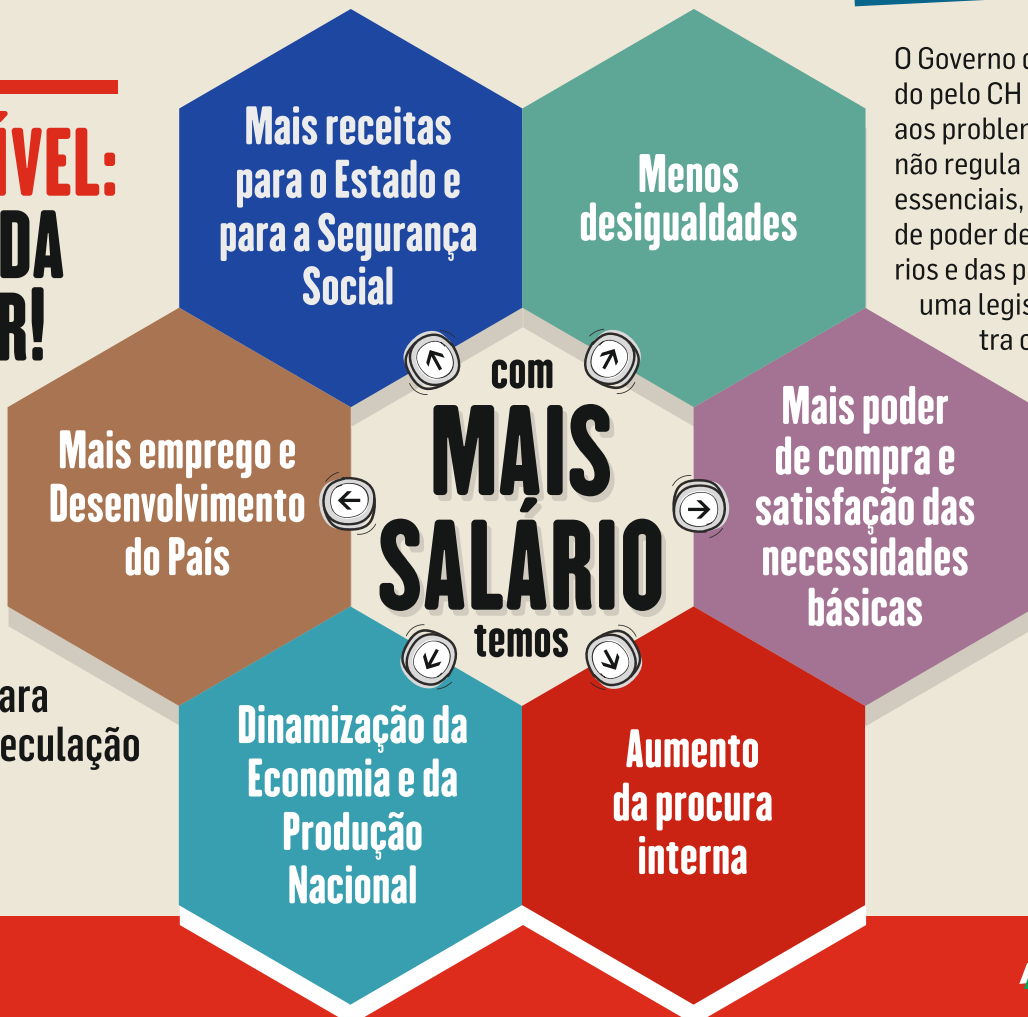 ÍVEL:
DA
R!
ara
eculação
Mais receitas
para o Estado e
para a Segurança
Social
Menos
desigualdades
Mais emprego e
Desenvolvimento
do País
com
MAIS
SALÁRIO
temos
Mais poder
de compra e
satisfação das
necessidades
básicas
Dinamização da
Economia e da
Produção
Nacional
Aumento
da procura
interna
O Governo
do pelo CH
aos problem
não regula
essenciais,
de poder de
rios e das p
uma legis
tra